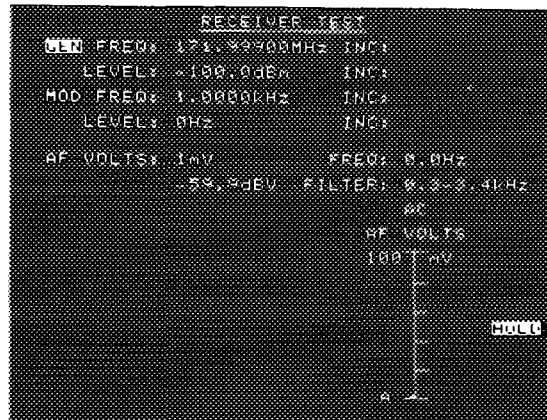 RECEIVER TEST
GEN FREQ: 171.99900MHz INC:
LEVEL: -100.0dBm INC:
MOD FREQ: 1.0000kHz INC:
LEVEL: 0Hz INC:
AF VOLTS: 1mV FREQ: 0.0Hz
-59.9dBV FILTER: 0.3-3.4kHz
AC
AF VOLTS
100 mV
HOLD
A